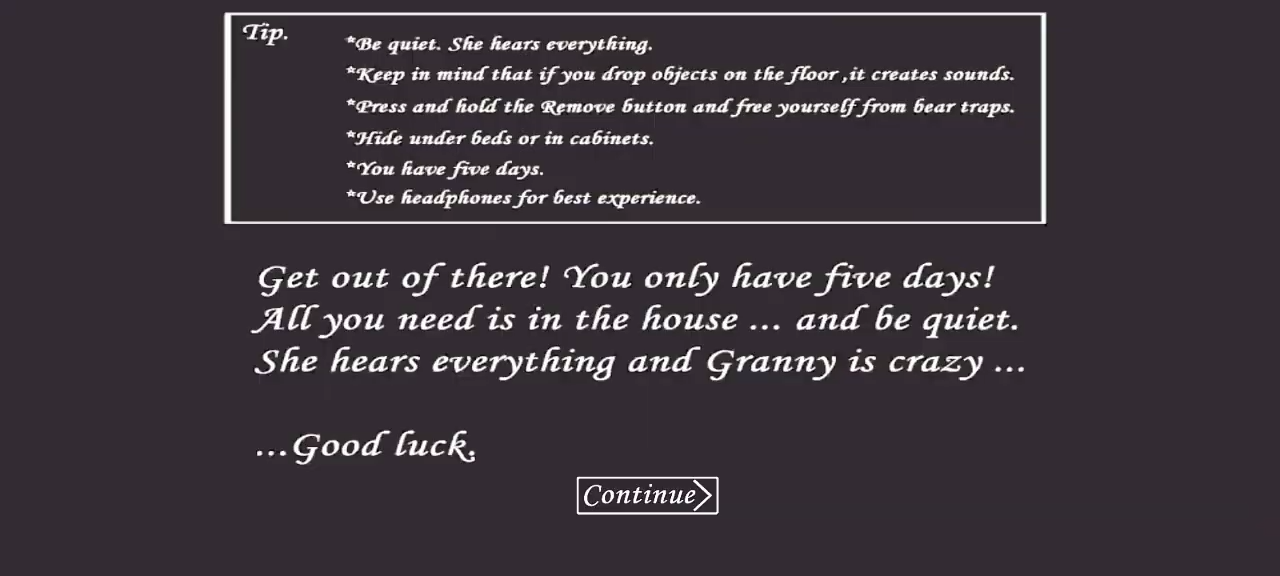 Tip.
*Be quiet. She hears everything.
*Keep in mind that if you drop objects on the floor ,it creates sounds.
*Press and hold the Remove button and free yourself from bear traps.
*Hide under beds or in cabinets.
*You have five days.
*Use headphones for best experience.
Get out of there! You only have five days!
All you need is in the house ... and be quiet.
She hears everything and Granny is crazy ...
...Good luck.
Continue